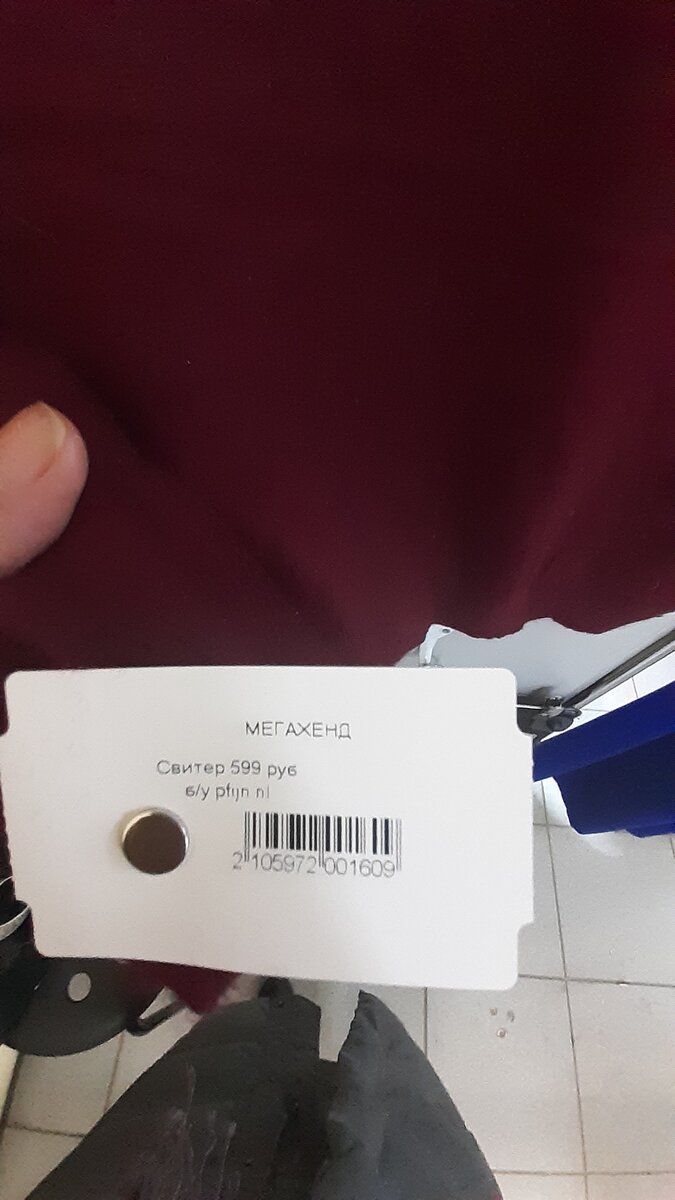 МЕГАХЕНД
Свитер 599 руб
б/у pfijn nl
2 105972 001609